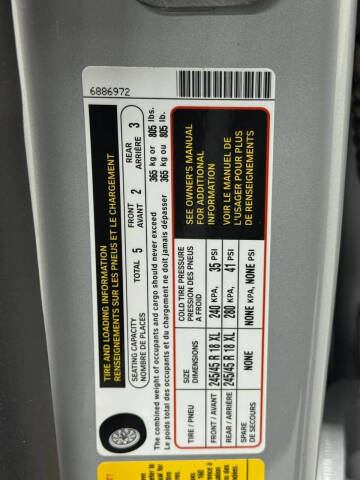 6886972
TIRE AND LOADING INFORMATION
RENSEIGNEMENTS SUR LES PNEUS ET LE CHARGEMENT
SEATING CAPACITY
NOMBRE DE PLACES
TOTAL 5
FRONT
AVANT 2
REAR
ARRIÈRE 3
The combined weight of occupants and cargo should never exceed 365 kg or 805 lbs.
Le poids total des occupants et du chargement ne doit jamais dépasser 365 kg ou 805 lb.
TIRE / PNEU
SIZE
DIMENSIONS
COLD TIRE PRESSURE
PRESSION DES PNEUS
A FROID
FRONT / AVANT 245/45 R 18 XL 240 KPA, 35 PSI
REAR / ARRIÈRE 245/45 R 18 XL 280 KPA, 41 PSI
SPARE
DE SECOURS
NONE NONE KPA, NONE PSI
SEE OWNER'S MANUAL
FOR ADDITIONAL
INFORMATION
VOIR LE MANUEL DE
L'USAGER POUR PLUS
DE RENSEIGNEMENTS